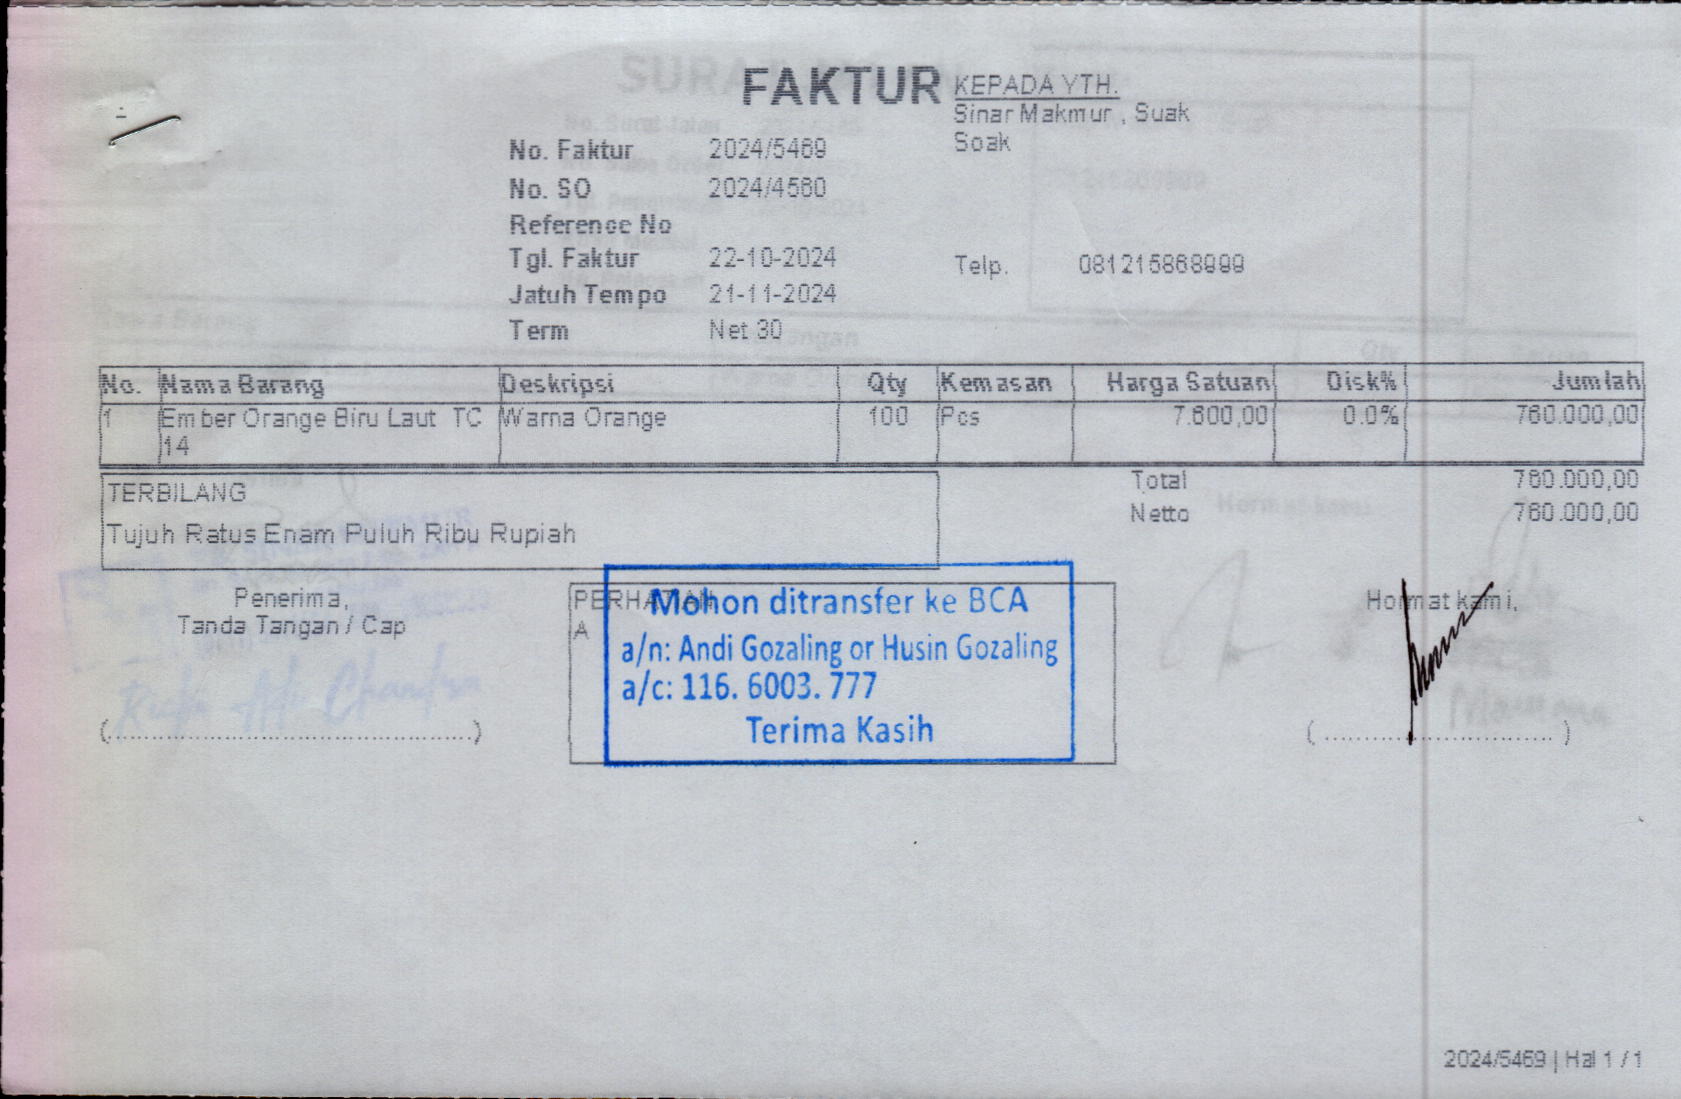 FAKTUR
KEPADA YTH.
Sinar Makmur , Suak
Soak
No. Faktur 2024/5469
No. SO 2024/4560
Reference No
Tgl. Faktur 22-10-2024
Telp. 081215868999
Jatuh Tempo 21-11-2024
Term Net 30
No. Nama Barang Deskripsi Qty Kemasan Harga Satuan Disk% Jumlah
1 Ember Orange Biru Laut TC Warna Orange 100 Pcs 7.600,00 0.0% 760.000,00
14
Total 760.000,00
TERBILANG
Netto 760.000,00
Tujuh Ratus Enam Puluh Ribu Rupiah
Penerima,
Tanda Tangan / Cap
PERHATIAN
A
Mohon ditransfer ke BCA
a/n: Andi Gozaling or Husin Gozaling
a/c: 116. 6003. 777
Terima Kasih
Hormat kami,
(..............................................)
( ............................. )
2024/5469 | Hal 1 / 1